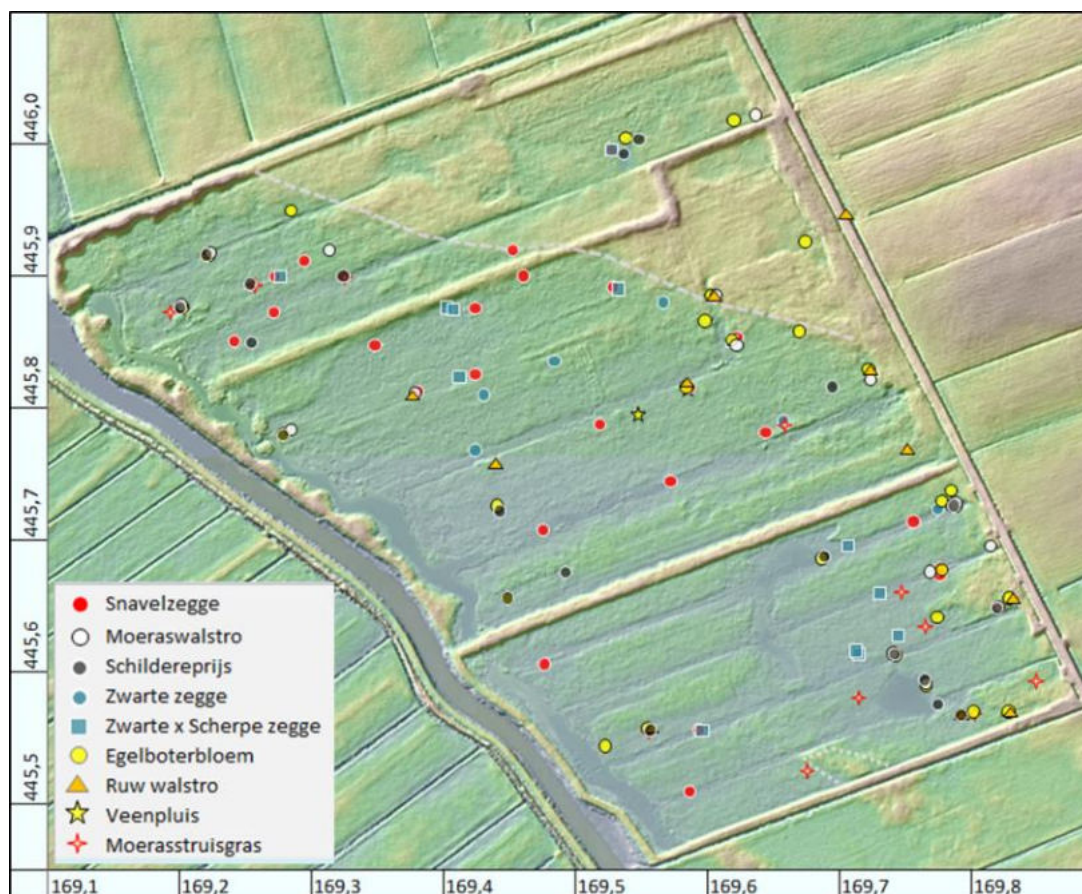 446,0
445,9
445,8
445,7
445,6
445,5
Snavelzegge
Moeraswalstro
Schildereprijs
Zwarte zegge
Zwarte x Scherpe zegge
Egelboterbloem
Ruw walstro
Veenpluis
Moerasstruisgras
169,1
169,2
169,3
169,4
169,5
169,6
169,7
169,8